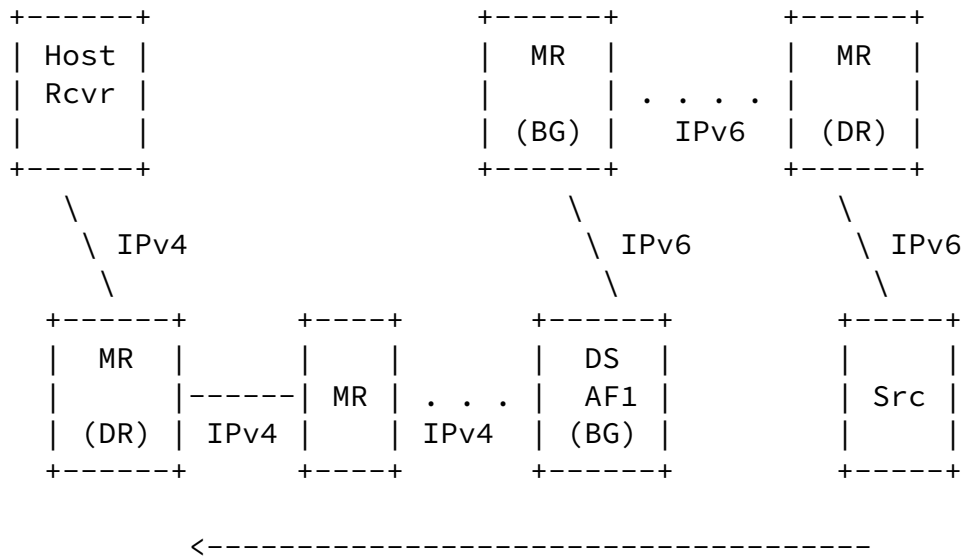 Host MR MR
Rcvr . . . .
(BG) IPv6 (DR)
IPv4 IPv6 IPv6
MR DS
MR . . . AF1 Src
(DR) IPv4 IPv4 (BG)